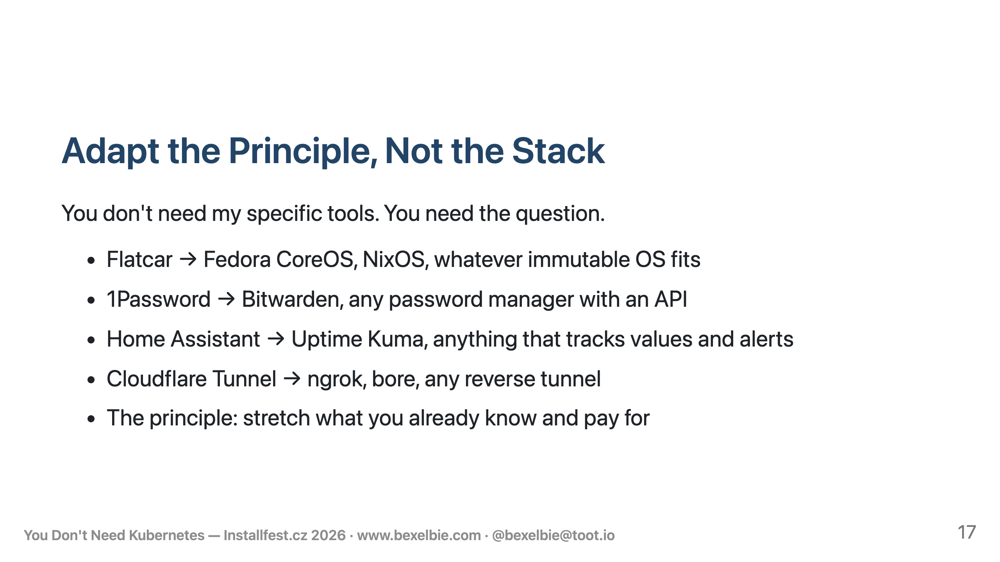 Adapt the Principle, Not the Stack
You don't need my specific tools. You need the question.
• Flatcar → Fedora CoreOS, NixOS, whatever immutable OS fits
• 1Password → Bitwarden, any password manager with an API
• Home Assistant → Uptime Kuma, anything that tracks values and alerts
• Cloudflare Tunnel → ngrok, bore, any reverse tunnel
• The principle: stretch what you already know and pay for
You Don't Need Kubernetes — Installfest.cz 2026 · www.bexelbie.com · @bexelbie@toot.io
17